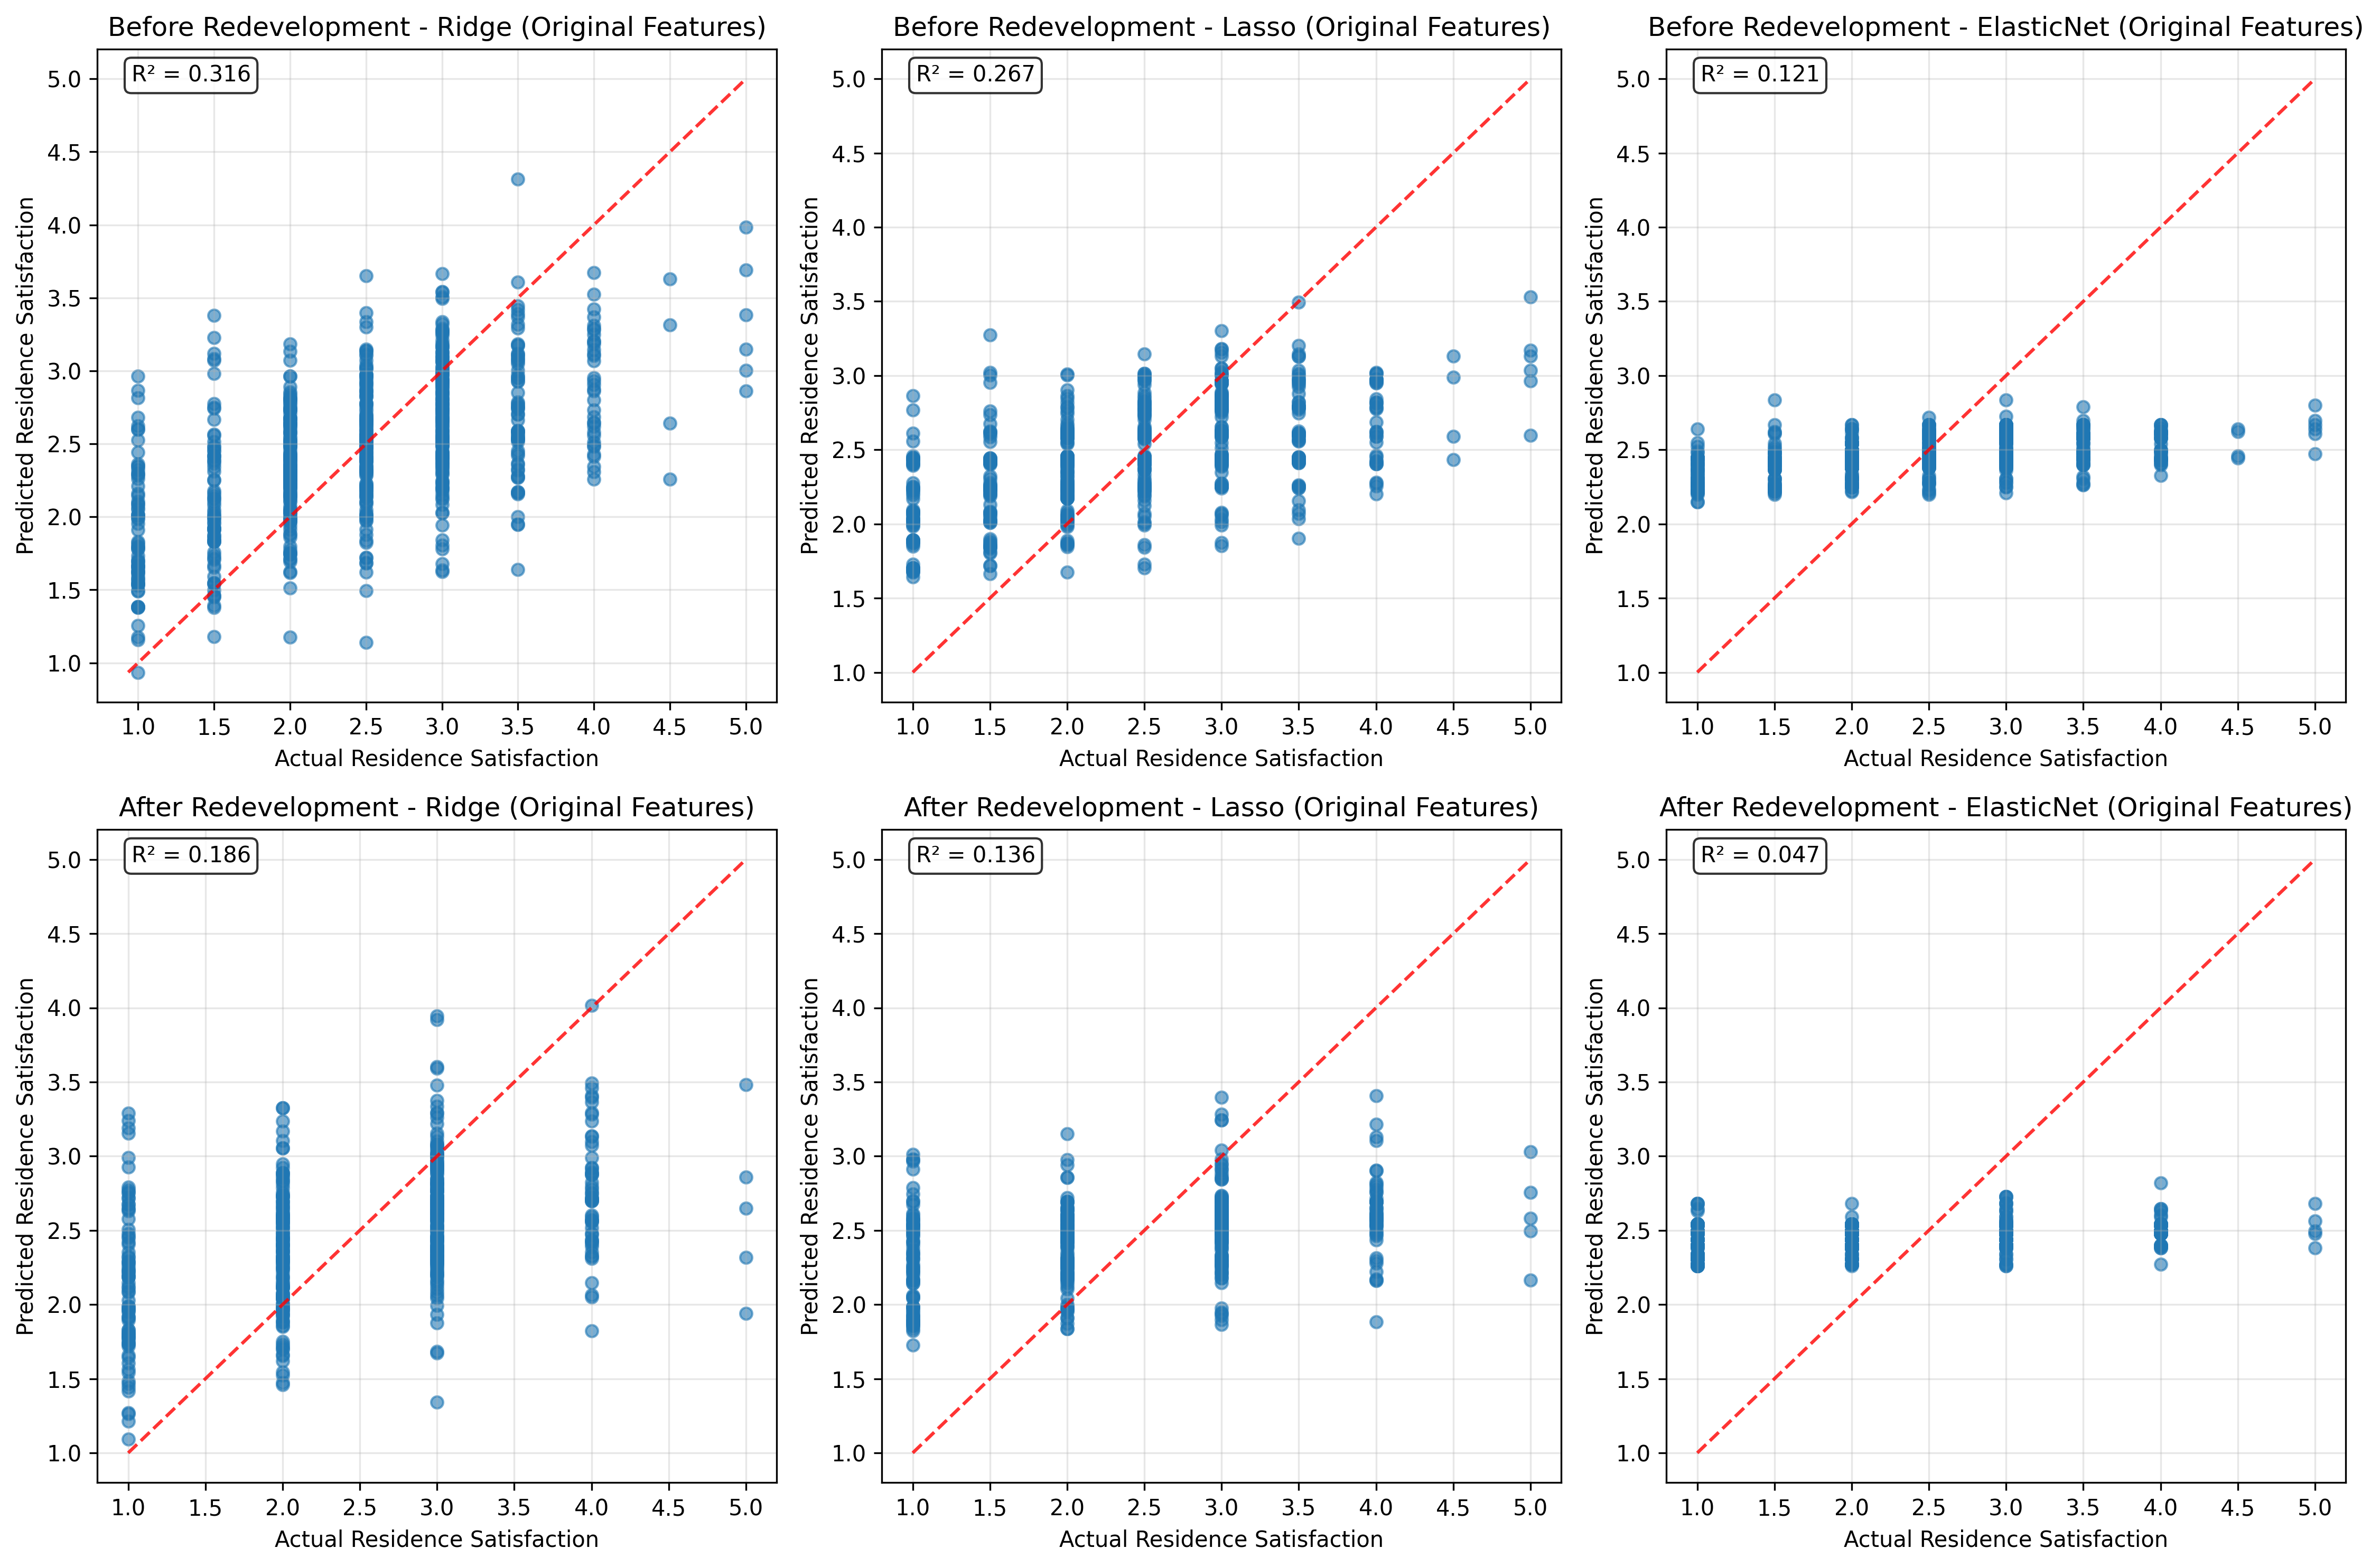 Before Redevelopment - Ridge (Original Features)
R² = 0.316
5.0
4.5
4.0
3.5
3.0
2.5
2.0
1.5
1.0
Predicted Residence Satisfaction
1.0 1.5 2.0 2.5 3.0 3.5 4.0 4.5 5.0
Actual Residence Satisfaction
Before Redevelopment - Lasso (Original Features)
R² = 0.267
5.0
4.5
4.0
3.5
3.0
2.5
2.0
1.5
1.0
Predicted Residence Satisfaction
1.0 1.5 2.0 2.5 3.0 3.5 4.0 4.5 5.0
Actual Residence Satisfaction
Before Redevelopment - ElasticNet (Original Features)
R² = 0.121
5.0
4.5
4.0
3.5
3.0
2.5
2.0
1.5
1.0
Predicted Residence Satisfaction
1.0 1.5 2.0 2.5 3.0 3.5 4.0 4.5 5.0
Actual Residence Satisfaction
After Redevelopment - Ridge (Original Features)
R² = 0.186
5.0
4.5
4.0
3.5
3.0
2.5
2.0
1.5
1.0
Predicted Residence Satisfaction
1.0 1.5 2.0 2.5 3.0 3.5 4.0 4.5 5.0
Actual Residence Satisfaction
After Redevelopment - Lasso (Original Features)
R² = 0.136
5.0
4.5
4.0
3.5
3.0
2.5
2.0
1.5
1.0
Predicted Residence Satisfaction
1.0 1.5 2.0 2.5 3.0 3.5 4.0 4.5 5.0
Actual Residence Satisfaction
After Redevelopment - ElasticNet (Original Features)
R² = 0.047
5.0
4.5
4.0
3.5
3.0
2.5
2.0
1.5
1.0
Predicted Residence Satisfaction
1.0 1.5 2.0 2.5 3.0 3.5 4.0 4.5 5.0
Actual Residence Satisfaction